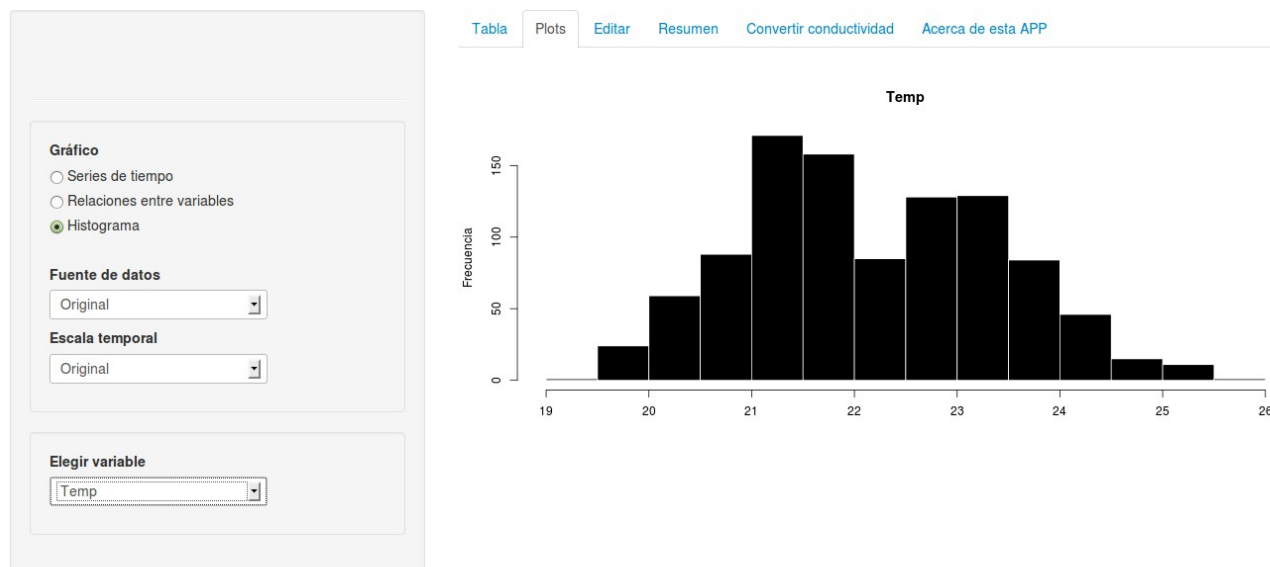 Tabla Plots Editar Resumen Convertir conductividad Acerca de esta APP
Gráfico
Series de tiempo
Relaciones entre variables
Histograma
Fuente de datos
Original
Escala temporal
Original
Elegir variable
Temp
Temp
Frecuencia
150
100
50
0
19 20 21 22 23 24 25 26